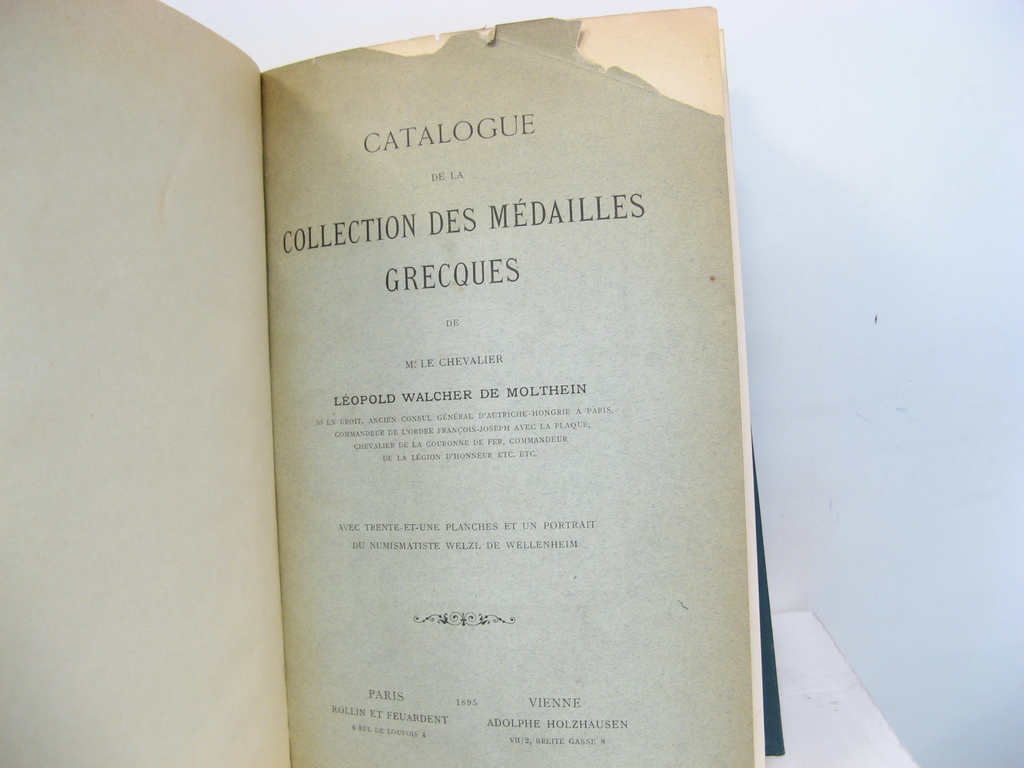 CATALOGUE
DE LA
COLLECTION DES MÉDAILLES
GRECQUES
DE
Mr. LE CHEVALIER
LÉOPOLD WALCHER DE MOLTHEIN
DR EN DROIT, ANCIEN CONSUL GÉNÉRAL D'AUTRICHE-HONGRIE A PARIS,
COMMANDEUR DE L'ORDRE FRANÇOIS-JOSEPH AVEC LA PLAQUE,
CHEVALIER DE LA COURONNE DE FER, COMMANDEUR
DE LA LÉGION D'HONNEUR ETC. ETC.
AVEC TRENTE-ET-UNE PLANCHES ET UN PORTRAIT
DU NUMISMATISTE WELZL DE WELLENHEIM
PARIS
ROLLIN ET FEUARDENT
4 RUE DE LOUVOIS 4
1895
VIENNE
ADOLPHE HOLZHAUSEN
VII/2, BREITE GASSE 8